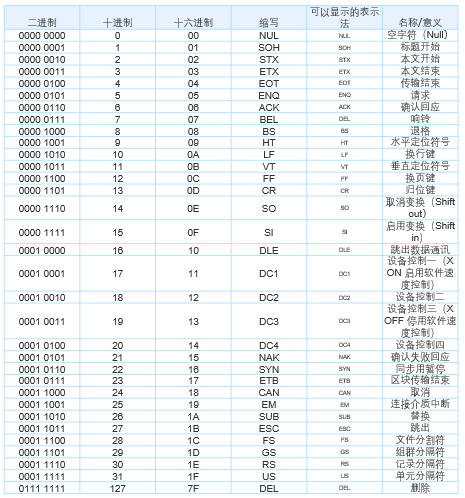 二进制 十进制 十六进制 缩写 可以显示的表示法 名称/意义
0000 0000 0 00 NUL NUL 空字符（Null）
0000 0001 1 01 SOH SOH 标题开始
0000 0010 2 02 STX STX 本文开始
0000 0011 3 03 ETX ETX 本文结束
0000 0100 4 04 EOT EOT 传输结束
0000 0101 5 05 ENQ ENQ 请求
0000 0110 6 06 ACK ACK 确认回应
0000 0111 7 07 BEL DEL 响铃
0000 1000 8 08 BS BS 退格
0000 1001 9 09 HT HT 水平定位符号
0000 1010 10 0A LF LF 换行键
0000 1011 11 0B VT VT 垂直定位符号
0000 1100 12 0C FF FF 换页键
0000 1101 13 0D CR CR 归位键
0000 1110 14 0E SO SO 取消变换（Shift out）
0000 1111 15 0F SI SI 启用变换（Shift in）
0001 0000 16 10 DLE DLE 跳出数据通讯
0001 0001 17 11 DC1 DC1 设备控制一（XON 启用软件速度控制）
0001 0010 18 12 DC2 DC2 设备控制二
0001 0011 19 13 DC3 DC3 设备控制三（XOFF 停用软件速度控制）
0001 0100 20 14 DC4 DC4 设备控制四
0001 0101 21 15 NAK NAK 确认失败回应
0001 0110 22 16 SYN SYN 同步用暂停
0001 0111 23 17 ETB ETB 区块传输结束
0001 1000 24 18 CAN CAN 取消
0001 1001 25 19 EM EM 连接介质中断
0001 1010 26 1A SUB SUB 替换
0001 1011 27 1B ESC ESC 跳出
0001 1100 28 1C FS FS 文件分割符
0001 1101 29 1D GS GS 组群分隔符
0001 1110 30 1E RS RS 记录分隔符
0001 1111 31 1F US US 单元分隔符
0111 1111 127 7F DEL DEL 删除